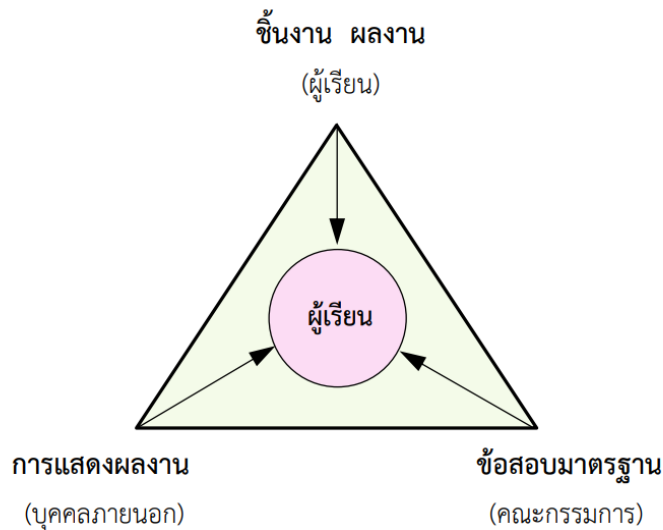 ชิ้นงาน ผลงาน
(ผู้เรียน)
ผู้เรียน
การแสดงผลงาน
(บุคคลภายนอก)
ข้อสอบมาตรฐาน
(คณะกรรมการ)